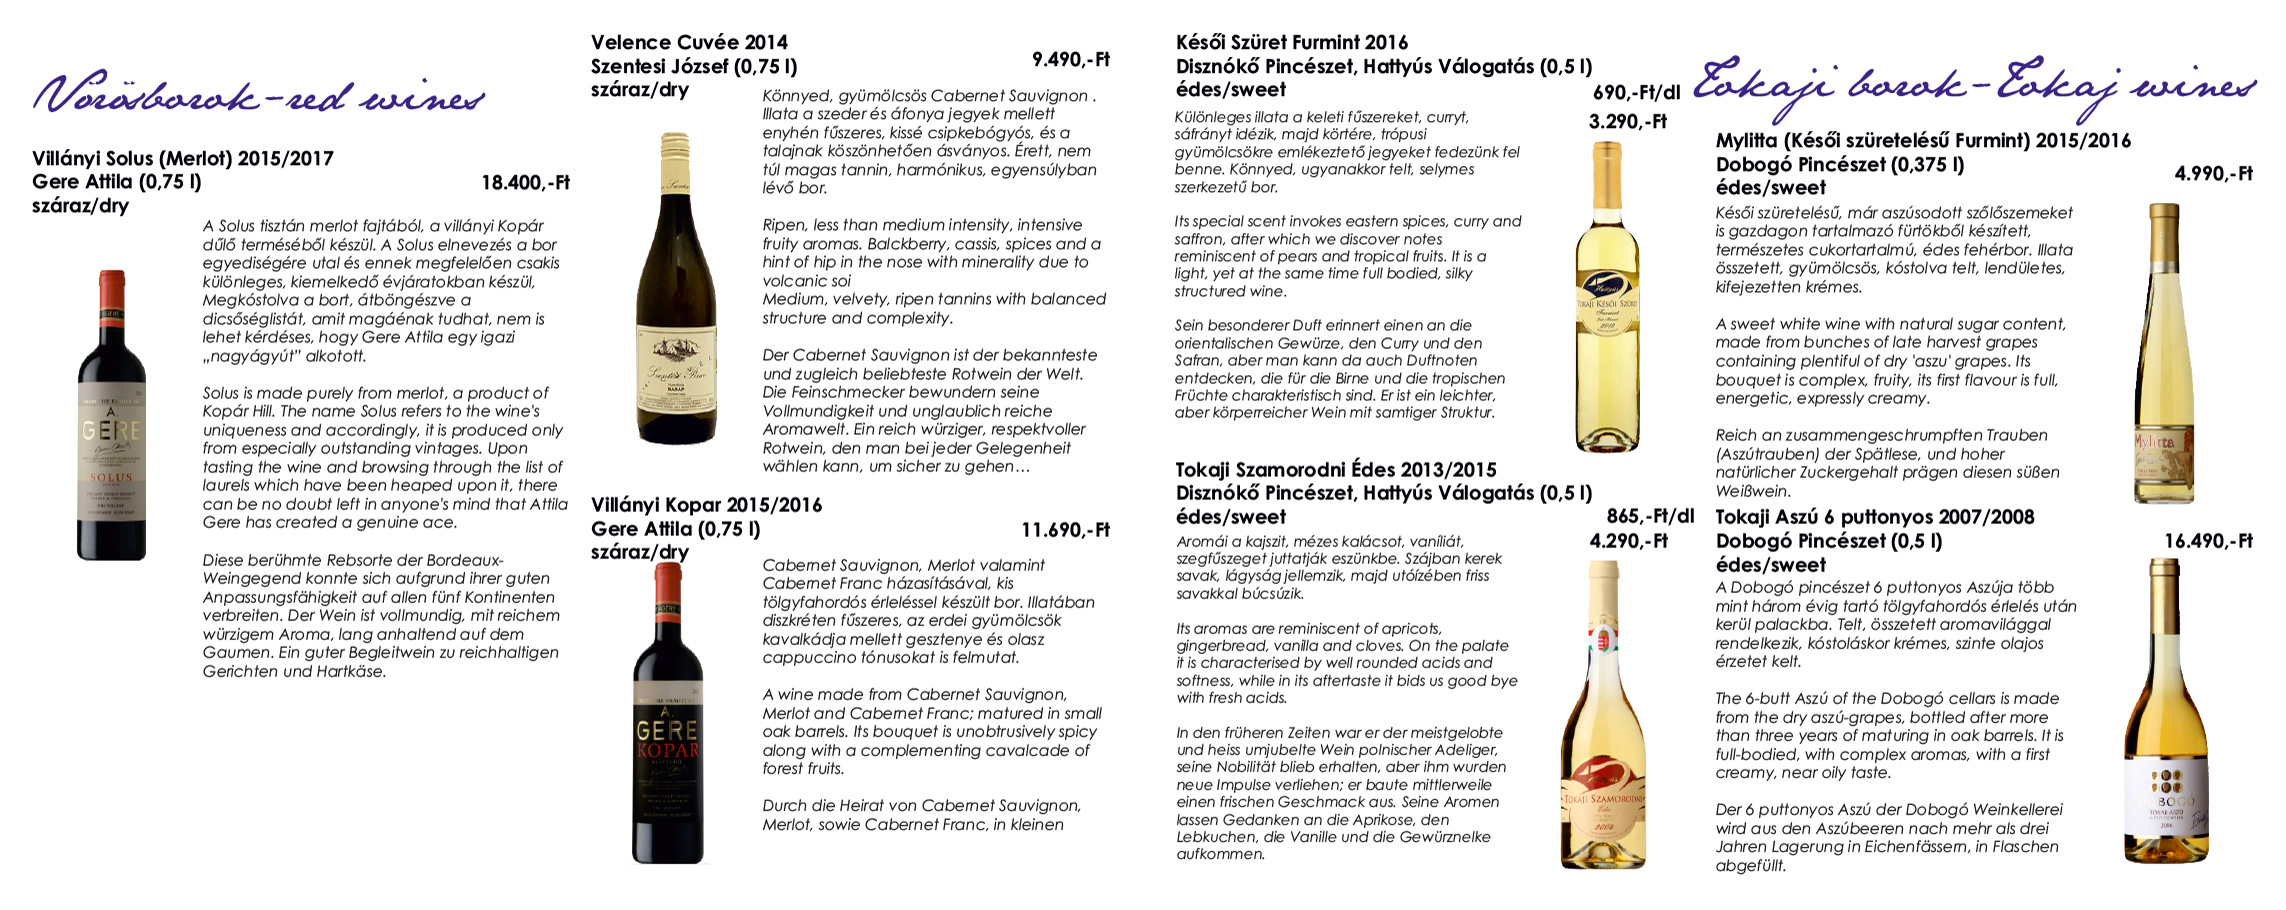 Vörösborok-red wines
Villányi Solus (Merlot) 2015/2017
Gere Attila (0,75 l)
18.400,-Ft
száraz/dry
A Solus tisztán merlot fajtából, a villányi Kopár
dűlő terméséből készül. A Solus elnevezés a bor
egyediségére utal és ennek megfelelően csakis
különleges, kiemelkedő évjáratokban készül,
Megkóstolva a bort, átböngészve a
dicsőséglistát, amit magáénak tudhat, nem is
lehet kérdéses, hogy Gere Attila egy igazi
„nagyágyút” alkotott.
Solus is made purely from merlot, a product of
Kopár Hill. The name Solus refers to the wine's
uniqueness and accordingly, it is produced only
from especially outstanding vintages. Upon
tasting the wine and browsing through the list of
laurels which have been heaped upon it, there
can be no doubt left in anyone's mind that Attila
Gere has created a genuine ace.
Diese berühmte Rebsorte der Bordeaux-
Weingegend konnte sich aufgrund ihrer guten
Anpassungsfähigkeit auf allen fünf Kontinenten
verbreiten. Der Wein ist vollmundig, mit reichem
würzigem Aroma, lang anhaltend auf dem
Gaumen. Ein guter Begleitwein zu reichhaltigen
Gerichten und Hartkäse.
A.
GERE
SOLUS
Velence Cuvée 2014
Szentesi József (0,75 l)
9.490,-Ft
száraz/dry
Könnyed, gyümölcsös Cabernet Sauvignon .
Illata a szeder és áfonya jegyek mellett
enyhén fűszeres, kissé csipkebógyós, és a
talajnak köszönhetően ásványos. Érett, nem
túl magas tannin, harmónikus, egyensúlyban
lévő bor.
Ripen, less than medium intensity, intensive
fruity aromas. Balckberry, cassis, spices and a
hint of hip in the nose with minerality due to
volcanic soi
Medium, velvety, ripen tannins with balanced
structure and complexity.
Der Cabernet Sauvignon ist der bekannteste
und zugleich beliebteste Rotwein der Welt.
Die Feinschmecker bewundern seine
Vollmundigkeit und unglaublich reiche
Aromawelt. Ein reich würziger, respektvoller
Rotwein, den man bei jeder Gelegenheit
wählen kann, um sicher zu gehen…
Villányi Kopar 2015/2016
Gere Attila (0,75 l)
11.690,-Ft
száraz/dry
Cabernet Sauvignon, Merlot valamint
Cabernet Franc házasításával, kis
tölgyfahordós érleléssel készült bor. Illatában
diszkréten fűszeres, az erdei gyümölcsök
kavalkádja mellett gesztenye és olasz
cappuccino tónusokat is felmutat.
A wine made from Cabernet Sauvignon,
Merlot and Cabernet Franc; matured in small
oak barrels. Its bouquet is unobtrusively spicy
along with a complementing cavalcade of
forest fruits.
Durch die Heirat von Cabernet Sauvignon,
Merlot, sowie Cabernet Franc, in kleinen
A.
GERE
KOPAR
Késői Szüret Furmint 2016
Disznókő Pincészet, Hattyús Válogatás (0,5 l)
édes/sweet
690,-Ft/dl
3.290,-Ft
Különleges illata a keleti fűszereket, curryt,
sáfrányt idézik, majd körtére, trópusi
gyümölcsökre emlékeztető jegyeket fedezünk fel
benne. Könnyed, ugyanakkor telt, selymes
szerkezetű bor.
Its special scent invokes eastern spices, curry and
saffron, after which we discover notes
reminiscent of pears and tropical fruits. It is a
light, yet at the same time full bodied, silky
structured wine.
Sein besonderer Duft erinnert einen an die
orientalischen Gewürze, den Curry und den
Safran, aber man kann da auch Duftnoten
entdecken, die für die Birne und die tropischen
Früchte charakteristisch sind. Er ist ein leichter,
aber körperreicher Wein mit samtiger Struktur.
Hattyús
TOKAJI KÉSŐI SZÜRET
Furmint
2012
Tokaji Szamorodni Édes 2013/2015
Disznókő Pincészet, Hattyús Válogatás (0,5 l)
édes/sweet
865,-Ft/dl
4.290,-Ft
Aromái a kajszit, mézes kalácsot, vaníliát,
szegfűszeget juttatják eszünkbe. Szájban kerek
savak, lágyság jellemzik, majd utóízében friss
savakkal búcsúzik.
Its aromas are reminiscent of apricots,
gingerbread, vanilla and cloves. On the palate
it is characterised by well rounded acids and
softness, while in its aftertaste it bids us good bye
with fresh acids.
In den früheren Zeiten war er der meistgelobte
und heiss umjubelte Wein polnischer Adeliger,
seine Nobilität blieb erhalten, aber ihm wurden
neue Impulse verliehen; er baute mittlerweile
einen frischen Geschmack aus. Seine Aromen
lassen Gedanken an die Aprikose, den
Lebkuchen, die Vanille und die Gewürznelke
aufkommen.
TOKAJI SZAMORODNI
Édes
2004
Tokaji borok-Tokaj wines
Mylitta (Késői szüretelésű Furmint) 2015/2016
Dobogó Pincészet (0,375 l)
4.990,-Ft
édes/sweet
Késői szüretelésű, már aszúsodott szőlőszemeket
is gazdagon tartalmazó fürtökből készített,
természetes cukortartalmú, édes fehérbor. Illata
összetett, gyümölcsös, kóstolva telt, lendületes,
kifejezetten krémes.
A sweet white wine with natural sugar content,
made from bunches of late harvest grapes
containing plentiful of dry 'aszu' grapes. Its
bouquet is complex, fruity, its first flavour is full,
energetic, expressly creamy.
Reich an zusammengeschrumpften Trauben
(Aszútrauben) der Spätlese, und hoher
natürlicher Zuckergehalt prägen diesen süßen
Weißwein.
Mylitta
Tokaji Aszú 6 puttonyos 2007/2008
Dobogó Pincészet (0,5 l)
16.490,-Ft
édes/sweet
A Dobogó pincészet 6 puttonyos Aszúja több
mint három évig tartó tölgyfahordós érlelés után
kerül palackba. Telt, összetett aromavilággal
rendelkezik, kóstoláskor krémes, szinte olajos
érzetet kelt.
The 6-butt Aszú of the Dobogó cellars is made
from the dry aszú-grapes, bottled after more
than three years of maturing in oak barrels. It is
full-bodied, with complex aromas, with a first
creamy, near oily taste.
Der 6 puttonyos Aszú der Dobogó Weinkellerei
wird aus den Aszúbeeren nach mehr als drei
Jahren Lagerung in Eichenfässern, in Flaschen
abgefüllt.
DOBOGÓ
TOKAJI ASZÚ
2006